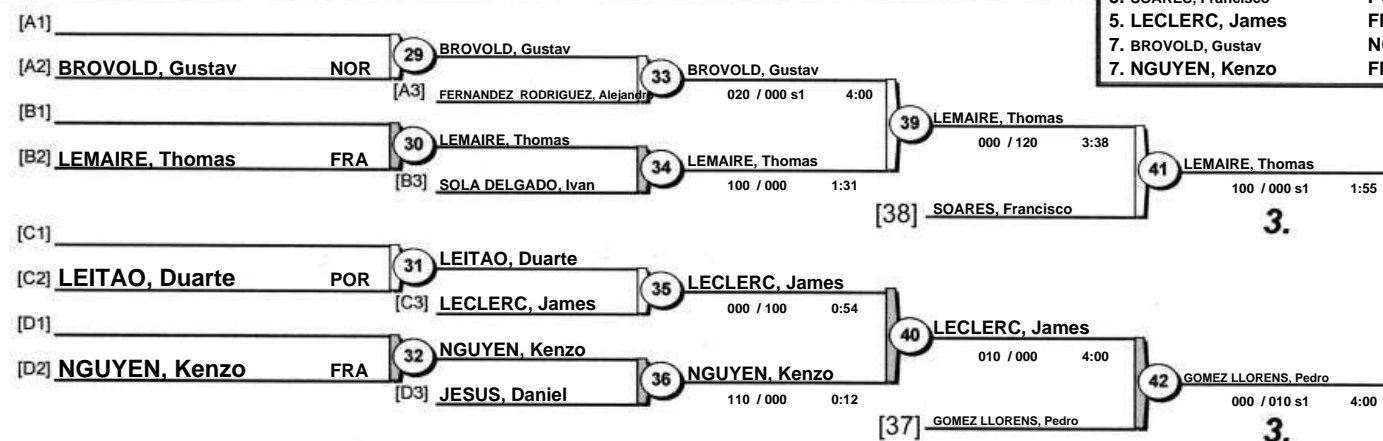 5. LECLERC, James
7. BROVOLD, Gustav
7. NGUYEN, Kenzo
[A1]
[A2] BROVOLD, Gustav NOR
29
BROVOLD, Gustav
[A3] FERNANDEZ RODRIGUEZ, Alejandro
33
BROVOLD, Gustav
020 / 000 s1 4:00
[B1]
[B2] LEMAIRE, Thomas FRA
30
LEMAIRE, Thomas
[B3] SOLA DELGADO, Ivan
34
LEMAIRE, Thomas
100 / 000 1:31
39
LEMAIRE, Thomas
000 / 120 3:38
[38] SOARES, Francisco
41
LEMAIRE, Thomas
100 / 000 s1 1:55
3.
[C1]
[C2] LEITAO, Duarte POR
31
LEITAO, Duarte
[C3] LECLERC, James
35
LECLERC, James
000 / 100 0:54
[D1]
[D2] NGUYEN, Kenzo FRA
32
NGUYEN, Kenzo
[D3] JESUS, Daniel
36
NGUYEN, Kenzo
110 / 000 0:12
40
LECLERC, James
010 / 000 4:00
[37] GOMEZ LLORENS, Pedro
42
GOMEZ LLORENS, Pedro
000 / 010 s1 4:00
3.